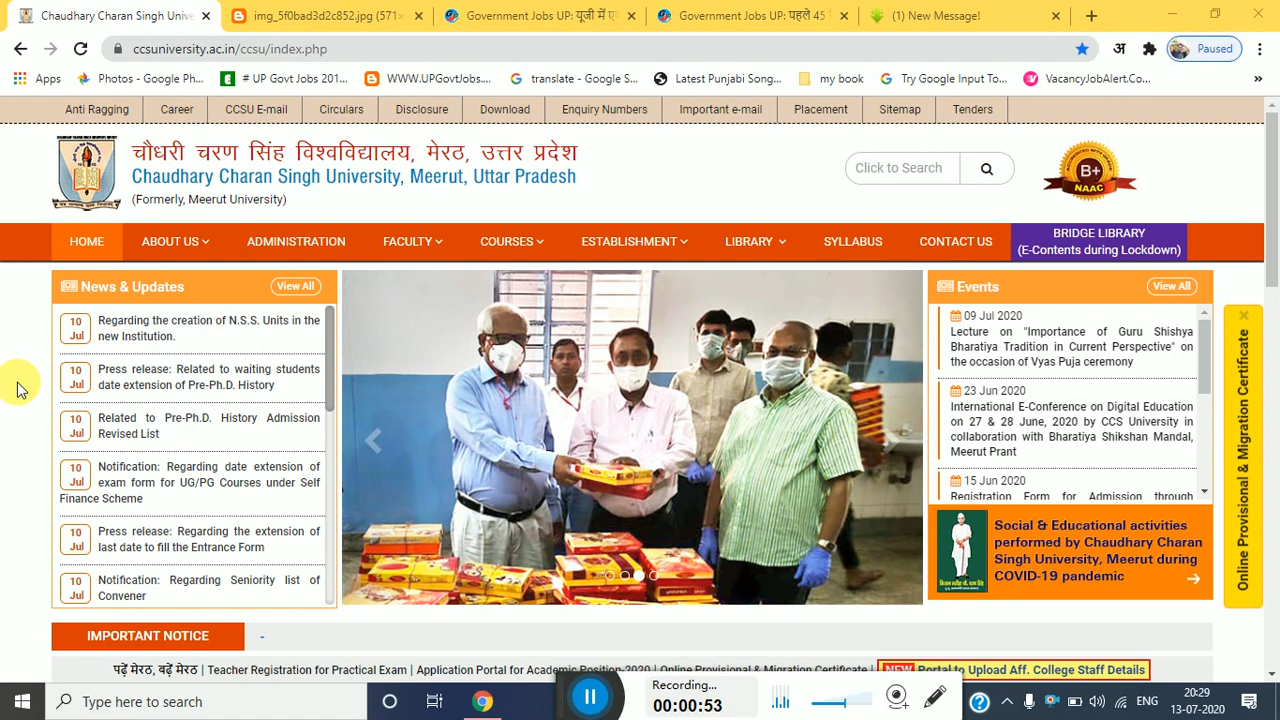 Chaudhary Charan Singh Unive
img_5f0bad3d2c852.jpg (571×
Government Jobs UP: यूजी में ए
Government Jobs UP: पहले 45
(1) New Message!
ccsuniversity.ac.in/ccsu/index.php
अ
Paused
Apps
Photos - Google Ph...
# UP Govt Jobs 201...
WWW.UPGovtJobs....
translate - Google S...
Latest Punjabi Song...
my book
Try Google Input To...
VacancyJobAlert.Co...
Anti Ragging
Career
CCSU E-mail
Circulars
Disclosure
Download
Enquiry Numbers
Important e-mail
Placement
Sitemap
Tenders
चौधरी चरण सिंह विश्वविद्यालय, मेरठ, उत्तर प्रदेश
Chaudhary Charan Singh University, Meerut, Uttar Pradesh
(Formerly, Meerut University)
Click to Search
ACCREDITED WITH GRADE
B+
NAAC
HOME
ABOUT US
ADMINISTRATION
FACULTY
COURSES
ESTABLISHMENT
LIBRARY
SYLLABUS
CONTACT US
BRIDGE LIBRARY
(E-Contents during Lockdown)
News & Updates
View All
10 Jul
Regarding the creation of N.S.S. Units in the
new Institution.
10 Jul
Press release: Related to waiting students
date extension of Pre-Ph.D. History
10 Jul
Related to Pre-Ph.D. History Admission
Revised List
10 Jul
Notification: Regarding date extension of
exam form for UG/PG Courses under Self
Finance Scheme
10 Jul
Press release: Regarding the extension of
last date to fill the Entrance Form
10 Jul
Notification: Regarding Seniority list of
Convener
Events
View All
09 Jul 2020
Lecture on "Importance of Guru Shishya
Bharatiya Tradition in Current Perspective" on
the occasion of Vyas Puja ceremony
23 Jun 2020
International E-Conference on Digital Education
on 27 & 28 June, 2020 by CCS University in
collaboration with Bharatiya Shikshan Mandal,
Meerut Prant
15 Jun 2020
Registration Form for Admission through
Social & Educational activities
performed by Chaudhary Charan
Singh University, Meerut during
COVID-19 pandemic
Online Provisional & Migration Certificate
IMPORTANT NOTICE
-
पढ़ें मेरठ, बढ़ें मेरठ | Teacher Registration for Practical Exam | Application Portal for Academic Position-2020 | Online Provisional & Migration Certificate |
NEW Portal to Upload Aff. College Staff Details
Type here to search
Recording...
00:00:53
ENG
20:29
13-07-2020